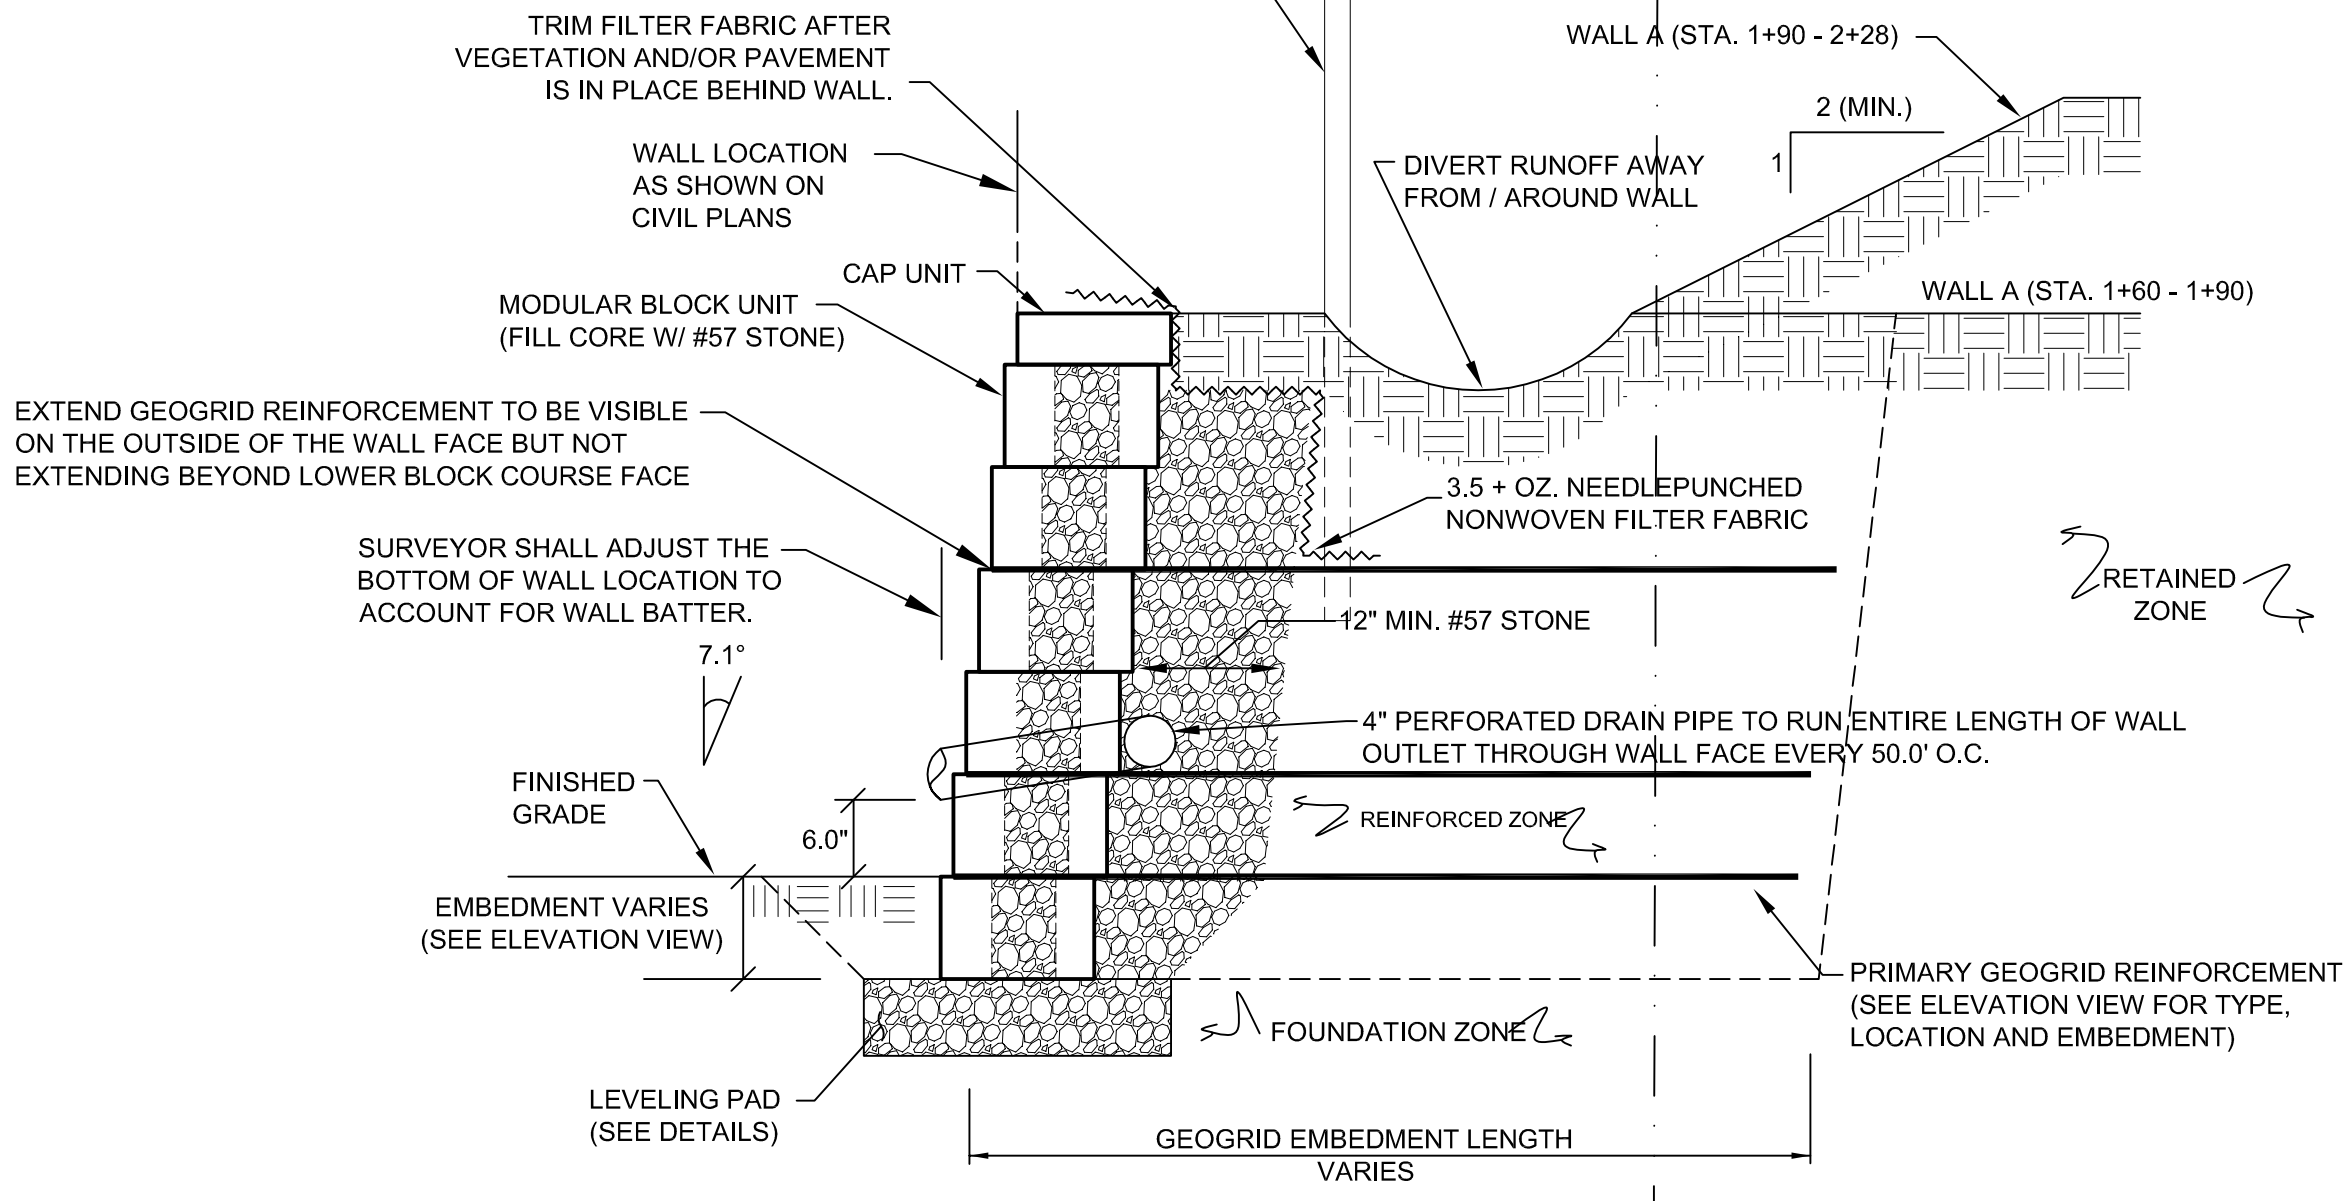 TRIM FILTER FABRIC AFTER
VEGETATION AND/OR PAVEMENT
IS IN PLACE BEHIND WALL.
WALL A (STA. 1+90 - 2+28)
2 (MIN.)
1
WALL LOCATION
AS SHOWN ON
CIVIL PLANS
DIVERT RUNOFF AWAY
FROM / AROUND WALL
CAP UNIT
MODULAR BLOCK UNIT
(FILL CORE W/ #57 STONE)
WALL A (STA. 1+60 - 1+90)
EXTEND GEOGRID REINFORCEMENT TO BE VISIBLE
ON THE OUTSIDE OF THE WALL FACE BUT NOT
EXTENDING BEYOND LOWER BLOCK COURSE FACE
3.5 + OZ. NEEDLEPUNCHED
NONWOVEN FILTER FABRIC
SURVEYOR SHALL ADJUST THE
BOTTOM OF WALL LOCATION TO
ACCOUNT FOR WALL BATTER.
RETAINED
ZONE
12" MIN. #57 STONE
7.1°
4" PERFORATED DRAIN PIPE TO RUN ENTIRE LENGTH OF WALL
OUTLET THROUGH WALL FACE EVERY 50.0' O.C.
FINISHED
GRADE
6.0"
REINFORCED ZONE
EMBEDMENT VARIES
(SEE ELEVATION VIEW)
PRIMARY GEOGRID REINFORCEMENT
(SEE ELEVATION VIEW FOR TYPE,
LOCATION AND EMBEDMENT)
FOUNDATION ZONE
LEVELING PAD
(SEE DETAILS)
GEOGRID EMBEDMENT LENGTH
VARIES